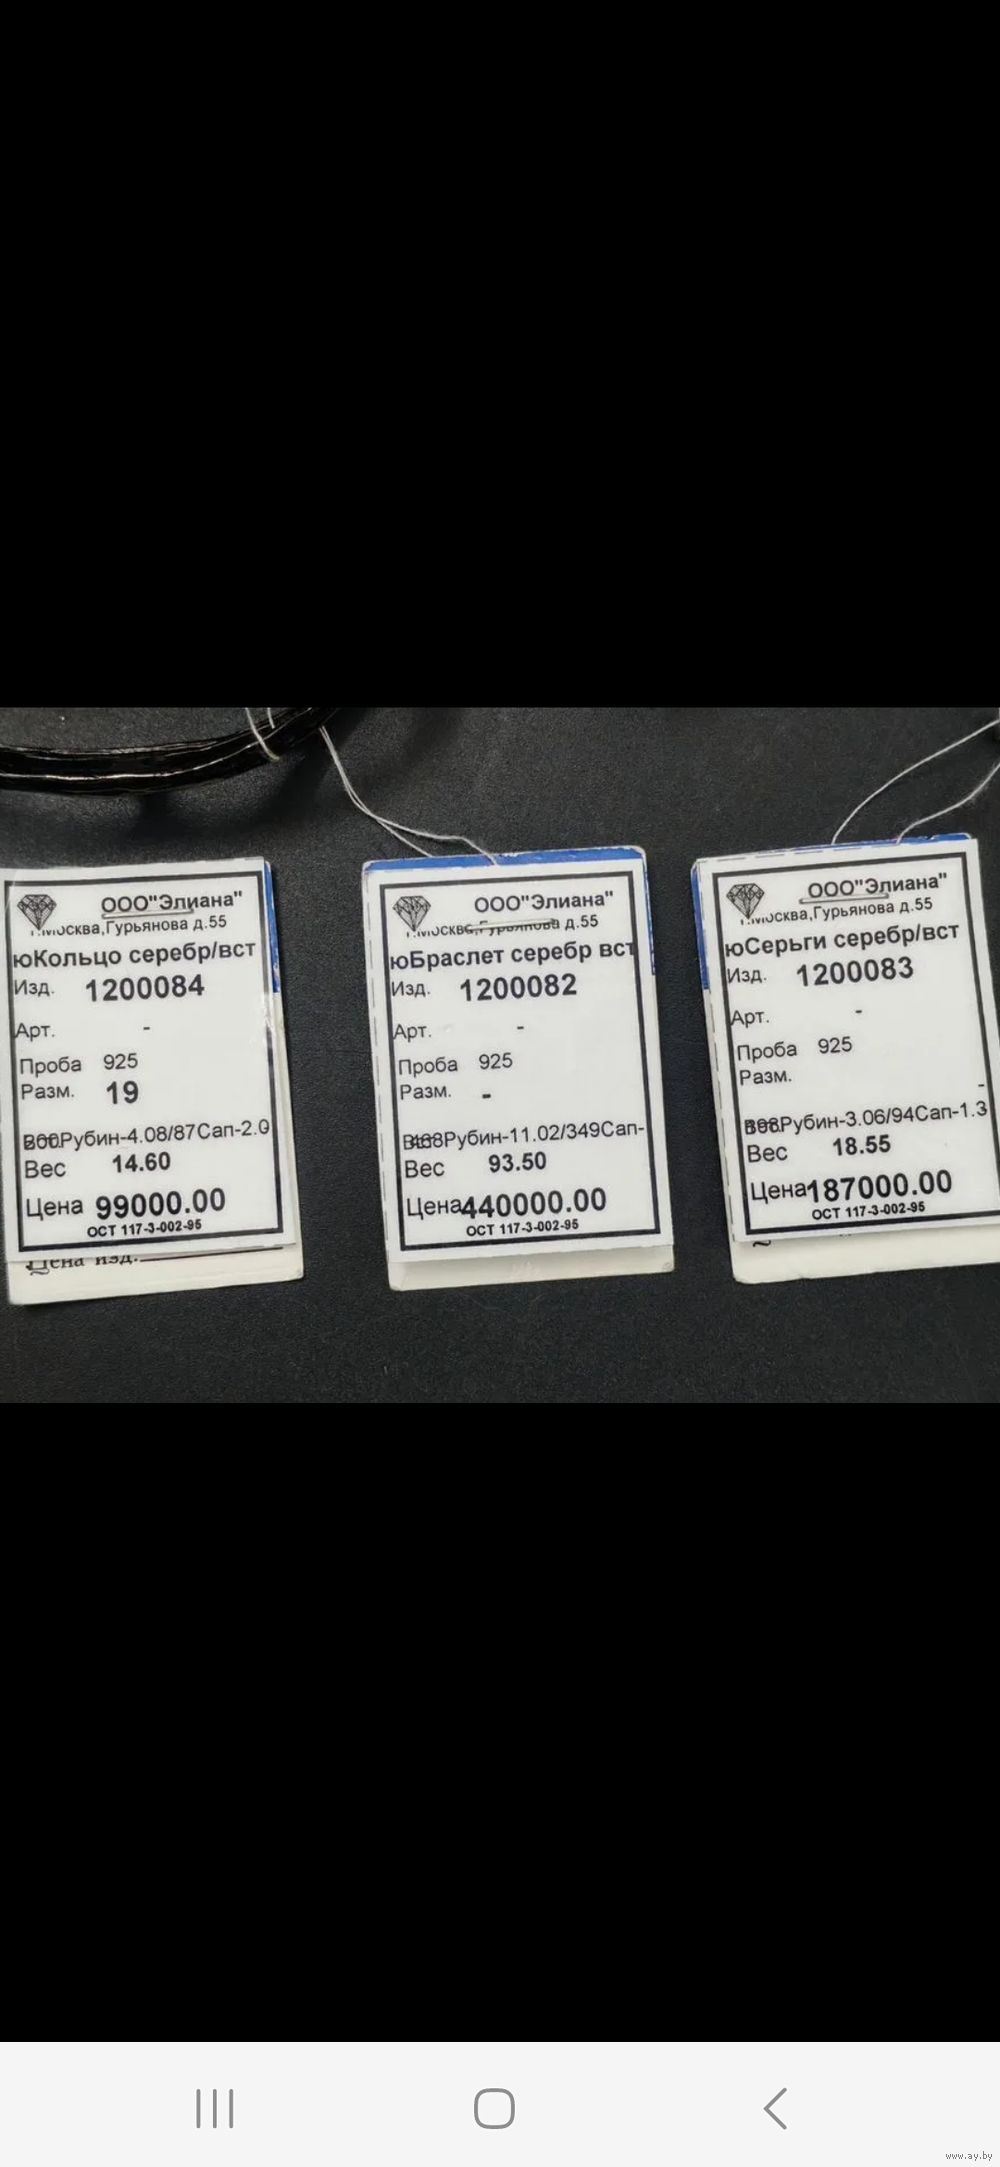 ООО"Элиана"
г.Москва,Гурьянова д.55
юКольцо серебр/вст
Изд. 1200084
Арт. -
Проба 925
Разм. 19
Рубин-4.08/87Сап-2.0
Вес 14.60
Цена 99000.00
ОСТ 117-3-002-95
Цена изд.
ООО"Элиана"
г.Москва,Гурьянова д.55
юБраслет серебр вст
Изд. 1200082
Арт. -
Проба 925
Разм. -
Рубин-11.02/349Сап-
Вес 93.50
Цена 440000.00
ОСТ 117-3-002-95
ООО"Элиана"
г.Москва,Гурьянова д.55
юСерьги серебр/вст
Изд. 1200083
Арт. -
Проба 925
Разм. -
Рубин-3.06/94Сап-1.3
Вес 18.55
Цена 187000.00
ОСТ 117-3-002-95
www.ay.by